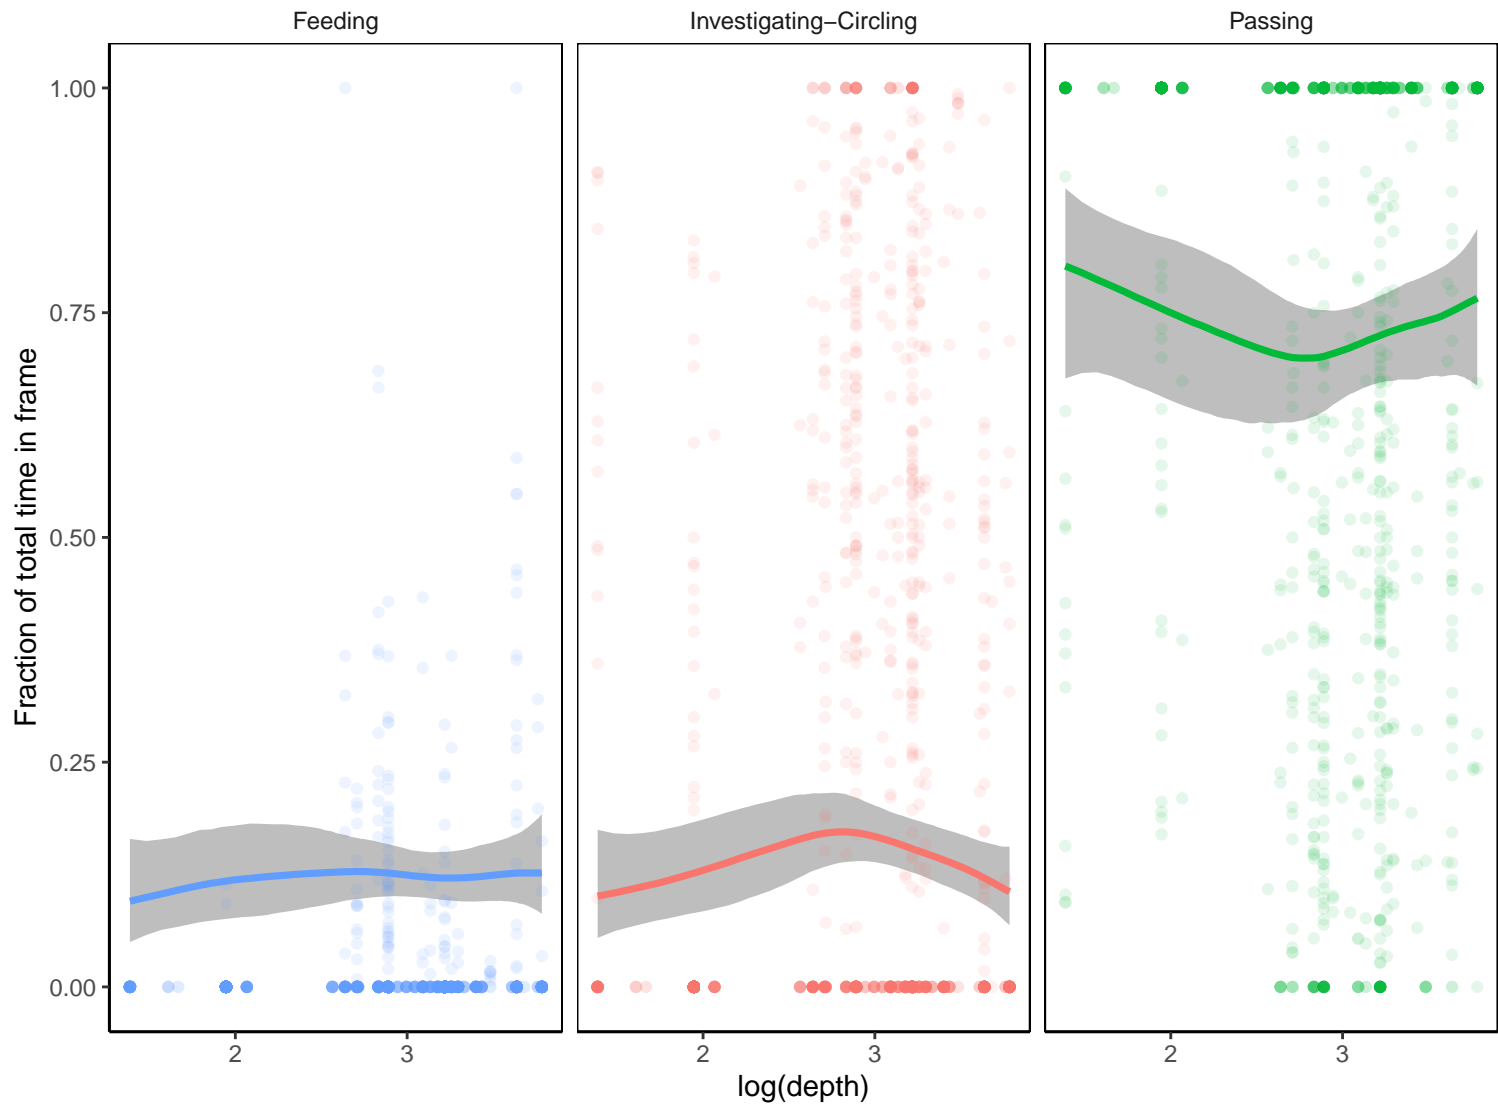 Feeding
Investigating−Circling
Passing
Fraction of total time in frame
1.00
0.75
0.50
0.25
0.00
2
3
2
3
2
3
log(depth)